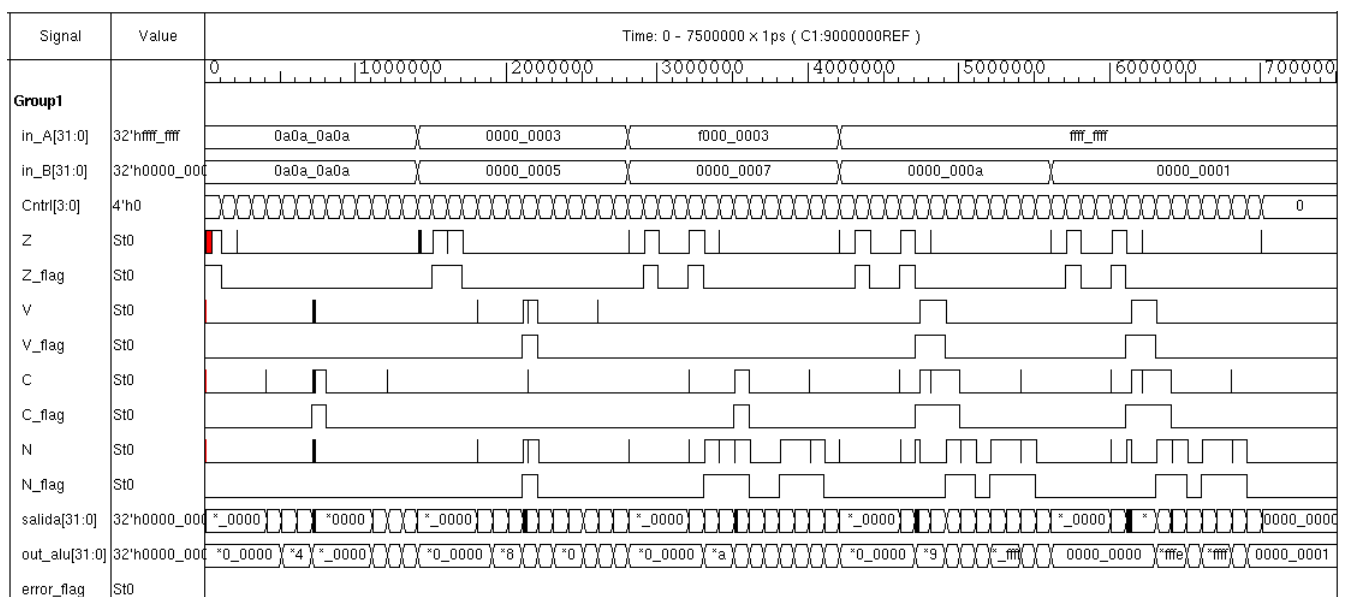 Signal Value Time: 0 - 7500000 x 1ps ( C1:9000000REF )
0 1000000 2000000 3000000 4000000 5000000 6000000 700000
Group1
in_A[31:0] 32'hffff_ffff 0a0a_0a0a 0000_0003 f000_0003 ffff_ffff
in_B[31:0] 32'h0000_000 0a0a_0a0a 0000_0005 0000_0007 0000_000a 0000_0001
Cntrl[3:0] 4'h0 0
Z St0
Z_flag St0
V St0
V_flag St0
C St0
C_flag St0
N St0
N_flag St0
salida[31:0] 32'h0000_000 *_0000 *0000 *_0000 *_0000 *_0000 *_0000 * 0000_0000
out_alu[31:0] 32'h0000_000 *0_0000 *4 *_0000 *0_0000 *8 *0 *0_0000 *a *0_0000 *9 *_ffff 0000_0000 *fffe *ffff 0000_0001
error_flag St0